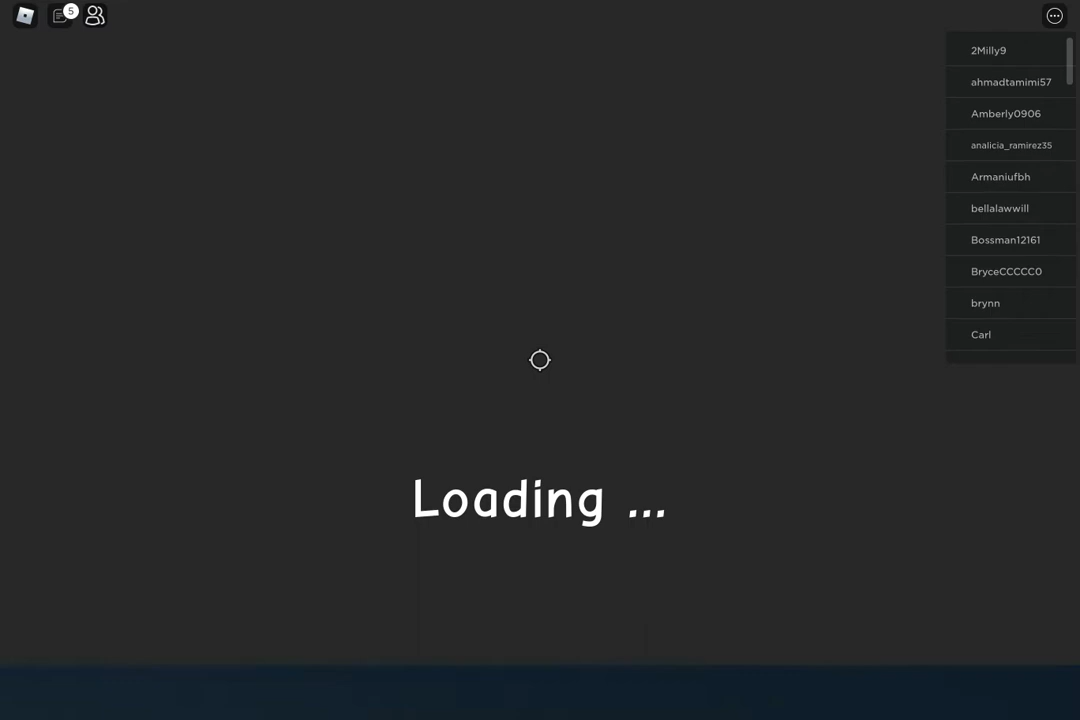 5
2Milly9
ahmadtamimi57
Amberly0906
analicia_ramirez35
Armaniufbh
bellalawwill
Bossman12161
BryceCCCCC0
brynn
Carl
Loading ...